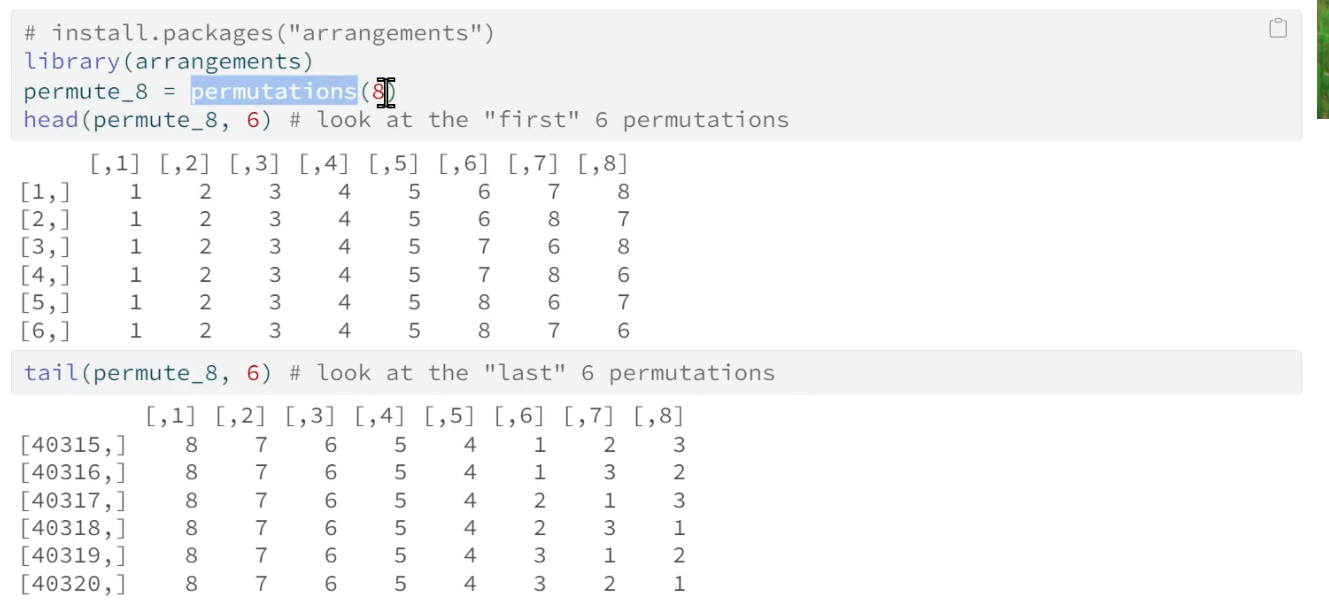 # install.packages("arrangements")
library(arrangements)
permute_8 = permutations(8)
head(permute_8, 6) # look at the "first" 6 permutations
[,1] [,2] [,3] [,4] [,5] [,6] [,7] [,8]
[1,] 1 2 3 4 5 6 7 8
[2,] 1 2 3 4 5 6 8 7
[3,] 1 2 3 4 5 7 6 8
[4,] 1 2 3 4 5 7 8 6
[5,] 1 2 3 4 5 8 6 7
[6,] 1 2 3 4 5 8 7 6
tail(permute_8, 6) # look at the "last" 6 permutations
[,1] [,2] [,3] [,4] [,5] [,6] [,7] [,8]
[40315,] 8 7 6 5 4 1 2 3
[40316,] 8 7 6 5 4 1 3 2
[40317,] 8 7 6 5 4 2 1 3
[40318,] 8 7 6 5 4 2 3 1
[40319,] 8 7 6 5 4 3 1 2
[40320,] 8 7 6 5 4 3 2 1